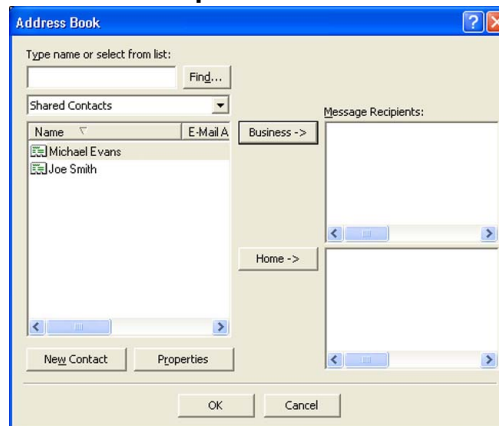 Address Book
Type name or select from list:
Find...
Shared Contacts
Name E-Mail A
Michael Evans
Joe Smith
Business ->
Message Recipients:
Home ->
New Contact Properties
OK Cancel